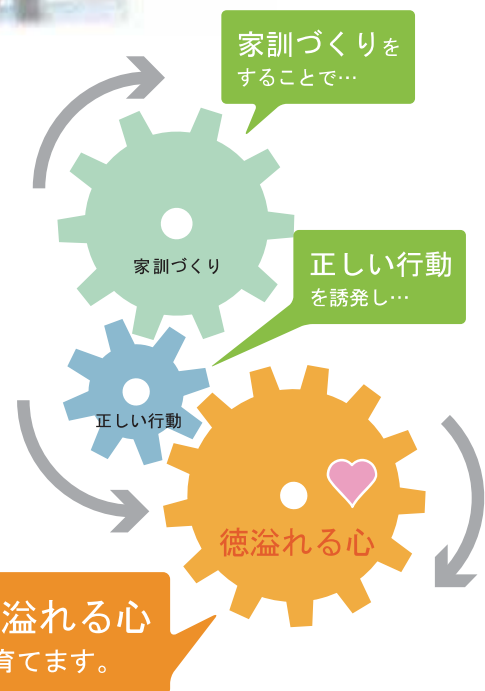 家訓づくりを
することで…
家訓づくり
正しい行動
を誘発し…
正しい行動
徳溢れる心
溢れる心
育てます。